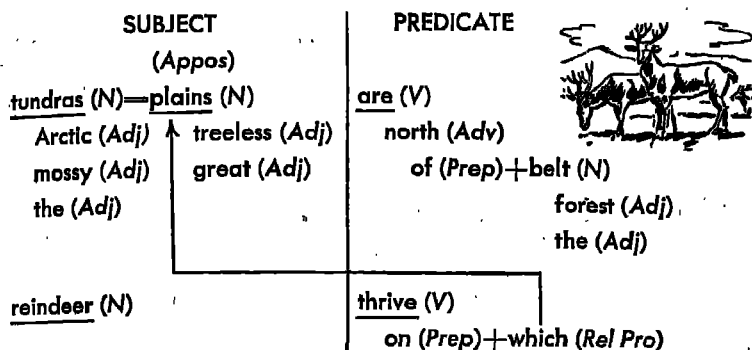 SUBJECT PREDICATE
(Appos)
tundras (N)=plains (N) are (V)
Arctic (Adj) treeless (Adj) north (Adv)
mossy (Adj) great (Adj) of (Prep)+belt (N)
the (Adj) forest (Adj)
the (Adj)
reindeer (N) thrive (V)
on (Prep)+which (Rel Pro)